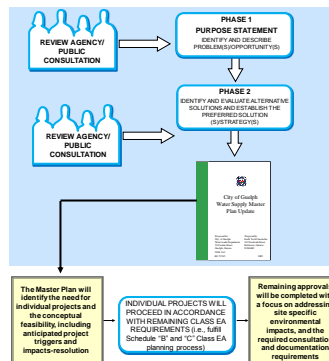 PHASE 1
PURPOSE STATEMENT
IDENTIFY AND DESCRIBE
PROBLEM(S)/OPPORTUNITY
(S)
REVIEW AGENCY/
PUBLIC
CONSULTATION
PHASE 2
IDENTIFY AND EVALUATE ALTERNATIVE
SOLUTIONS AND ESTABLISH THE
PREFERRED SOLUTION
(S)/STRATEGY(S)
REVIEW AGENCY/
PUBLIC
CONSULTATION
City of Guelph
Water Supply Master
Plan Update
The Master Plan will
identify the need for
individual projects and
the conceptual
feasibility, including
anticipated project
triggers and
impacts-resolution
INDIVIDUAL PROJECTS WILL
PROCEED IN ACCORDANCE
WITH REMAINING CLASS EA
REQUIREMENTS (i.e., fulfill
Schedule "B" and "C" Class EA
planning process)
Remaining approvals
will be completed with
a focus on addressing
site specific
environmental
impacts, and the
required consultation
and documentation
requirements